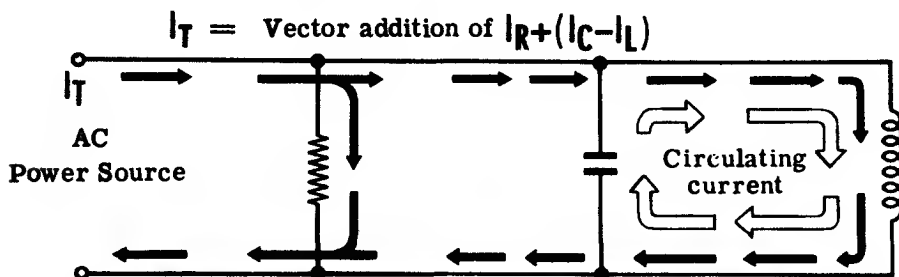 I_T = Vector addition of I_R+(I_C-I_L)
I_T
AC
Power Source
Circulating
current